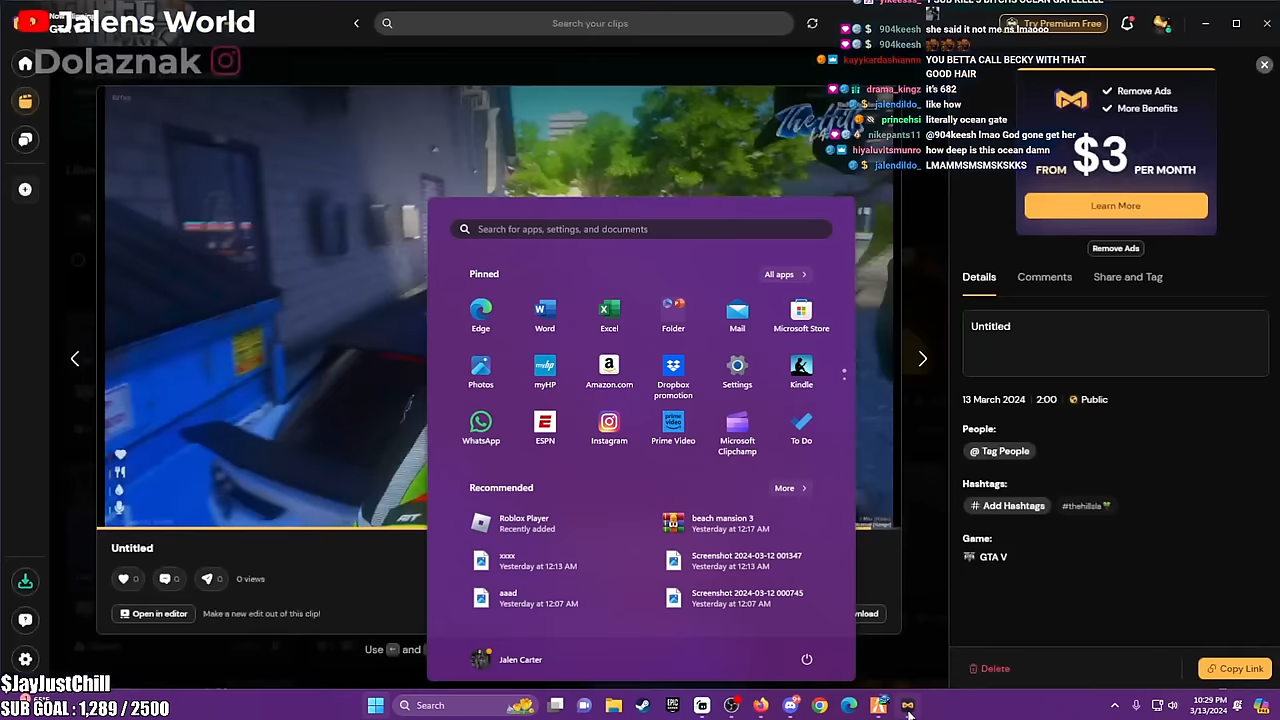 Jalens World
Dolaznak
GTA
Search your clips
Try Premium Free
904keesh she said it not me ns lmaooo
904keesh
kayykardashiannn YOU BETTA CALL BECKY WITH THAT
GOOD HAIR
drama_kingz it's 682
jalendildo_ like how
princehsi literally ocean gate
nikepants11 @904keesh lmao God gone get her
hiyaluvitsmunro how deep is this ocean damn
jalendildo_ LMAMMSMSMSKSKKS
Remove Ads
More Benefits
FROM $3 PER MONTH
Learn More
Remove Ads
Details
Comments
Share and Tag
Untitled
13 March 2024
2:00
Public
People:
@ Tag People
Hashtags:
# Add Hashtags
#thehillsla
Game:
GTA V
Delete
Copy Link
Search for apps, settings, and documents
Pinned
All apps
Edge
Word
Excel
Folder
Mail
Microsoft Store
Photos
myHP
Amazon.com
Dropbox
promotion
Settings
Kindle
WhatsApp
ESPN
Instagram
Prime Video
Microsoft
Clipchamp
To Do
Recommended
More
Roblox Player
Recently added
beach mansion 3
Yesterday at 12:17 AM
xxxx
Yesterday at 12:13 AM
Screenshot 2024-03-12 001347
Yesterday at 12:13 AM
aaad
Yesterday at 12:07 AM
Screenshot 2024-03-12 000745
Yesterday at 12:07 AM
Jalen Carter
Untitled
0
0
0
0 views
Open in editor
Make a new edit out of this clip!
Use
and
$JayJustChill
SUB GOAL : 1,289 / 2500
Search
10:29 PM
3/13/2024